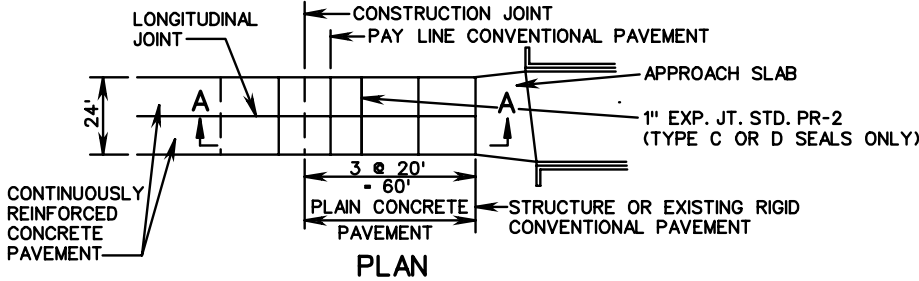 LONGITUDINAL
JOINT
CONSTRUCTION JOINT
PAY LINE CONVENTIONAL PAVEMENT
APPROACH SLAB
1" EXP. JT. STD. PR-2
(TYPE C OR D SEALS ONLY)
24'
A
A
3 @ 20'
- 60'
CONTINUOUSLY
REINFORCED
CONCRETE
PAVEMENT
PLAIN CONCRETE
PAVEMENT
STRUCTURE OR EXISTING RIGID
CONVENTIONAL PAVEMENT
PLAN